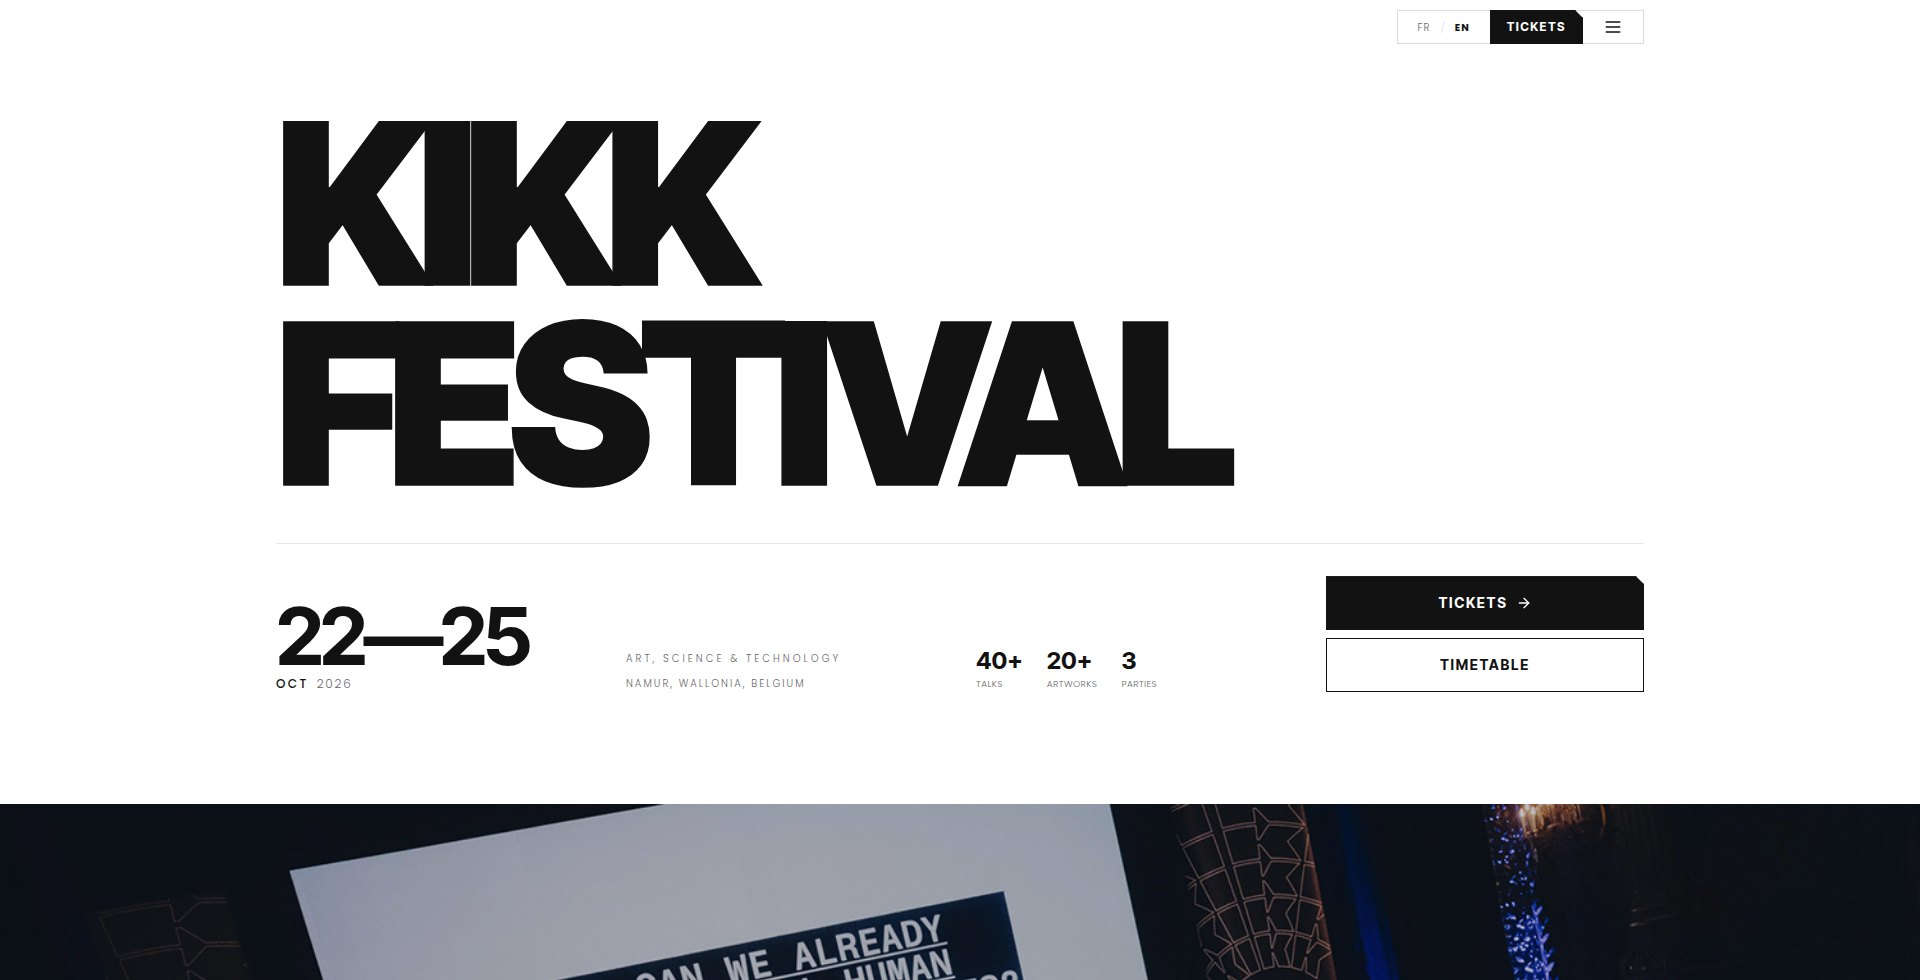 FR / EN TICKETS
KIKK
FESTIVAL
22—25
OCT 2026
ART, SCIENCE & TECHNOLOGY
NAMUR, WALLONIA, BELGIUM
40+ 20+ 3
TALKS ARTWORKS PARTIES
TICKETS →
TIMETABLE
CAN WE ALREADY
HUMAN